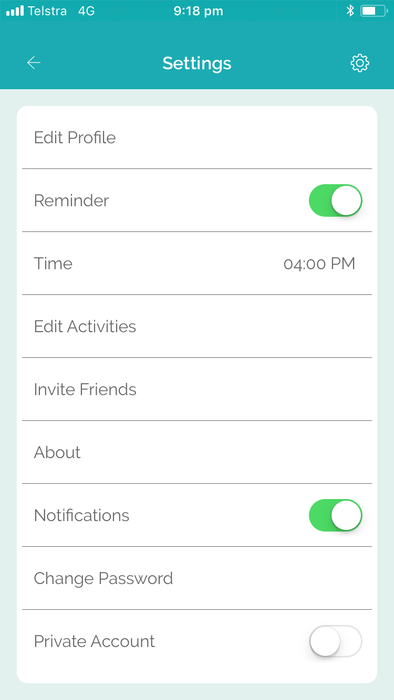 Telstra 4G 9:18 pm
Settings
Edit Profile
Reminder
Time 04:00 PM
Edit Activities
Invite Friends
About
Notifications
Change Password
Private Account